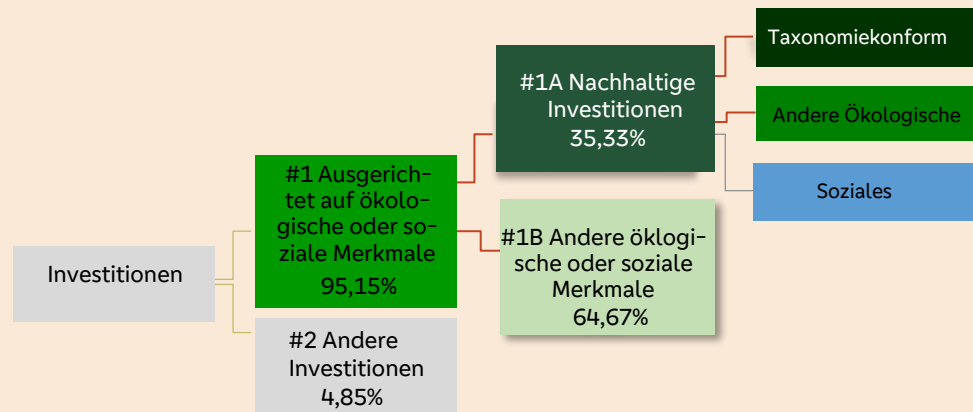 Investitionen
#1 Ausgerich-
tet auf ökolo-
gische oder so-
ziale Merkmale
95,15%
#2 Andere
Investitionen
4,85%
#1A Nachhaltige
Investitionen
35,33%
#1B Andere öklogi-
sche oder soziale
Merkmale
64,67%
Taxonomiekonform
Andere Ökologische
Soziales